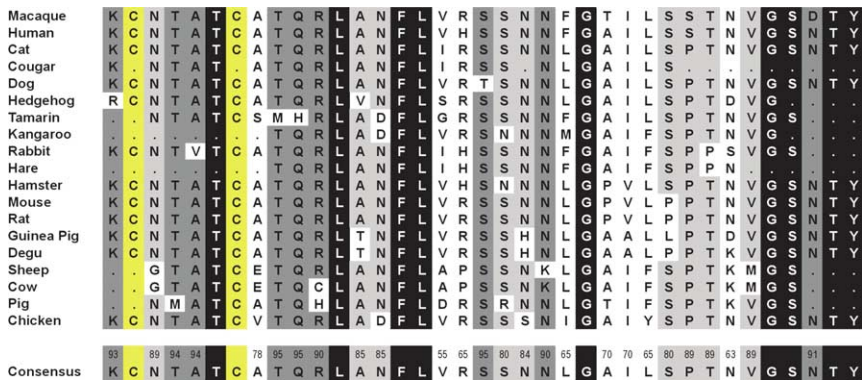 Macaque K C N T A T C A T Q R L A N F L V R S S N N F G T I L S S T N V G S D T Y
Human K C N T A T C A T Q R L A N F L V H S S N N F G A I L S S T N V G S N T Y
Cat K C N T A T C A T Q R L A N F L I R S S N N L G A I L S P T N V G S N T Y
Cougar . . . . . . . . T Q R L A N F L I R S S . N L G A I L S . . . . . . . . .
Dog K C N T A T C A T Q R L A N F L V R T S N N L G A I L S P T N V G S N T Y
Hedgehog R C N T A T C A T Q R L V N F L S R S S N N L G A I L S P T D V G . . . .
Tamarin . . N T A T C S M H R L A D F L G R S S N N F G A I L S P T N V G S . . .
Kangaroo . . . . . . . . T Q R L A D F L V R S N N N M G A I F S P T N V G . . . .
Rabbit K C N T V T C A T Q R L A N F L I H S S N N F G A I F S P P S V G S . . .
Hare . . . . . . . . T Q R L A N F L I H S S N N F G A I F S P P N . . . . . .
Hamster K C N T A T C A T Q R L A N F L V H S N N N L G P V L S P T N V G S N T Y
Mouse K C N T A T C A T Q R L A N F L V R S S N N L G P V L P P T N V G S N T Y
Rat K C N T A T C A T Q R L A N F L V R S S N N L G P V L P P T N V G S N T Y
Guinea Pig K C N T A T C A T Q R L T N F L V R S S H N L G A A L L P T D V G S N T Y
Degu K C N T A T C A T Q R L T N F L V R S S H N L G A A L P P T K V G S N T Y
Sheep . . G T A T C E T Q R L A N F L A P S S N K L G A I F S P T K M G S . . .
Cow . . G T A T C E T Q C L A N F L A P S S N K L G A I F S P T K M G S . . .
Pig . . N M A T C A T Q H L A N F L D R S R N N L G T I F S P T K V G S . . .
Chicken K C N T A T C V T Q R L A D F L V R S S S N I G A I Y S P T N V G S N T Y
93 89 94 94 78 95 95 90 85 85 55 65 95 80 84 90 65 70 70 65 80 89 89 63 89 91
Consensus K C N T A T C A T Q R L A N F L V R S S N N L G A I L S P T N V G S N T Y